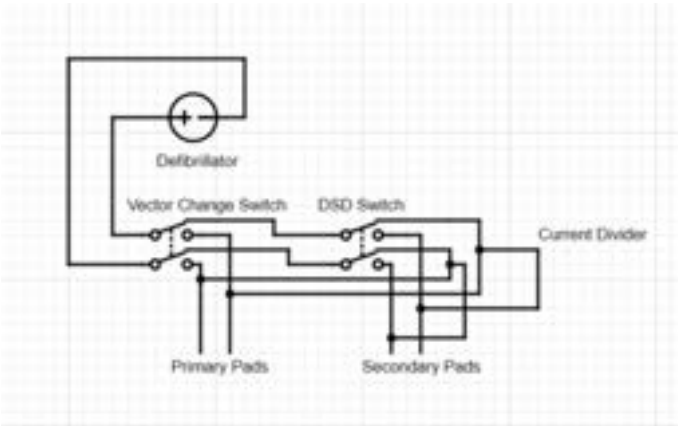 Defibrillator
Vector Change Switch
DSD Switch
Current Divider
Primary Pads
Secondary Pads